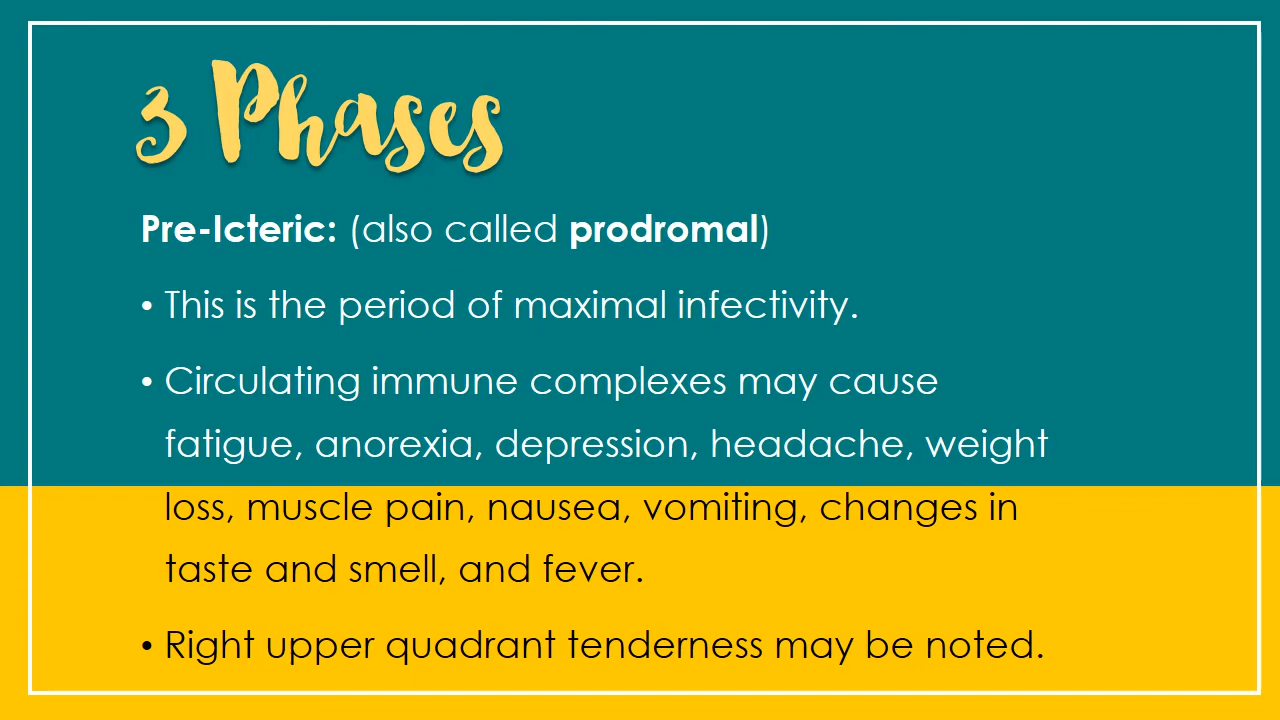 3 Phases
Pre-Icteric: (also called prodromal)
• This is the period of maximal infectivity.
• Circulating immune complexes may cause
fatigue, anorexia, depression, headache, weight
loss, muscle pain, nausea, vomiting, changes in
taste and smell, and fever.
• Right upper quadrant tenderness may be noted.